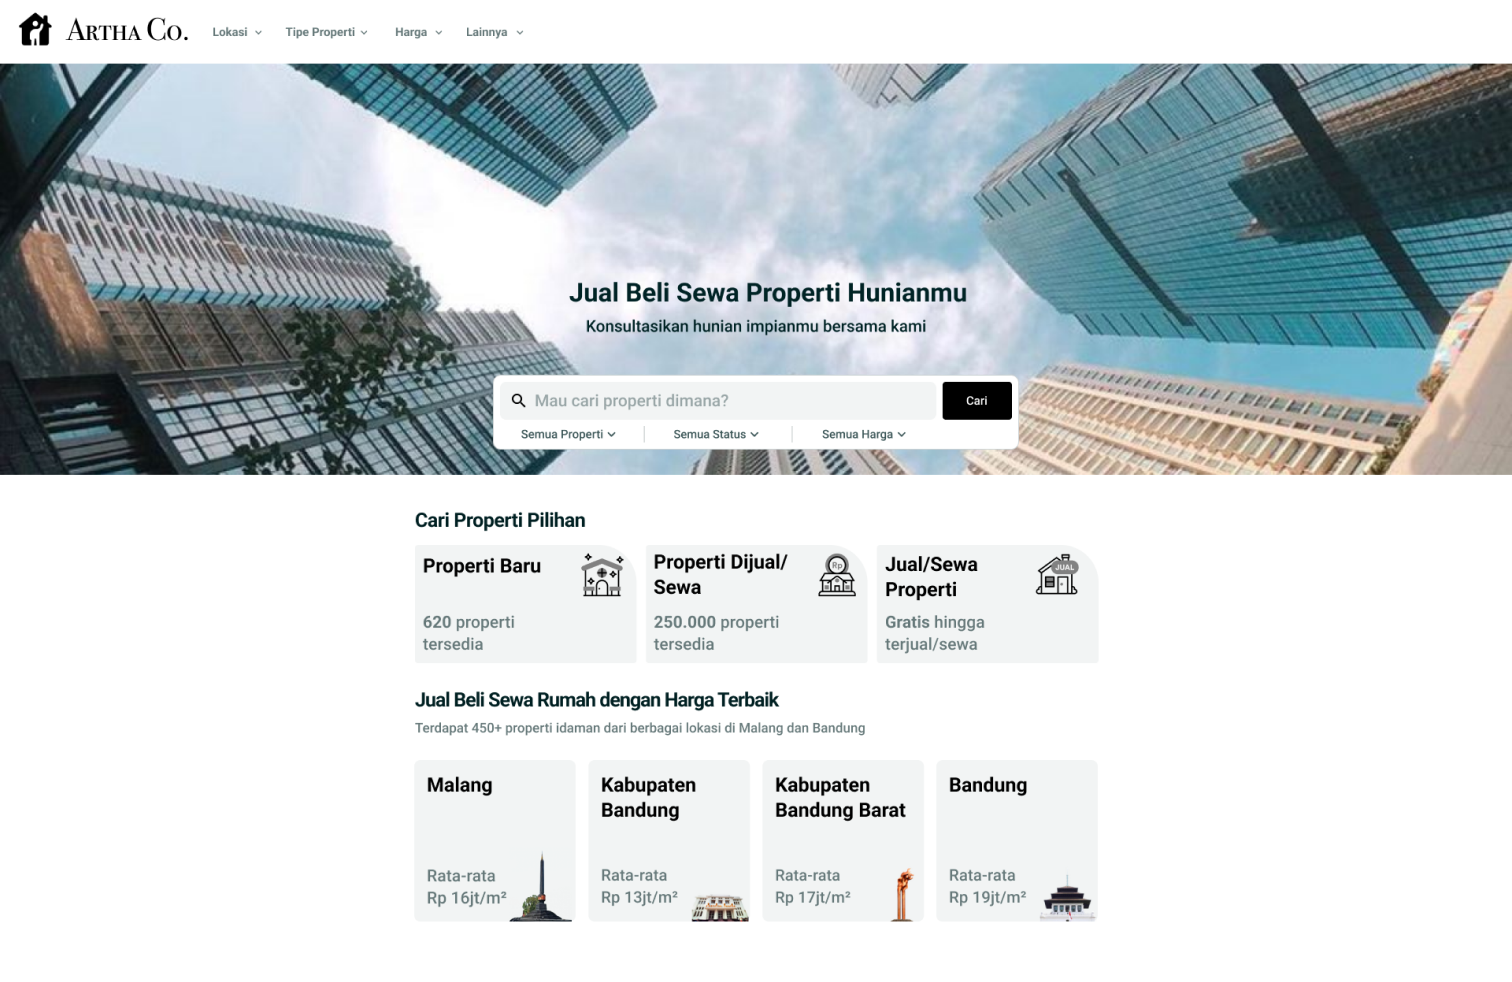 ARTHA CO.
Lokasi
Tipe Properti
Harga
Lainnya
Jual Beli Sewa Properti Hunianmu
Konsultasikan hunian impianmu bersama kami
Mau cari properti dimana?
Cari
Semua Properti
Semua Status
Semua Harga
Cari Properti Pilihan
Properti Baru
620 properti
tersedia
Properti Dijual/
Sewa
Rp
250.000 properti
tersedia
Jual/Sewa
Properti
JUAL
Gratis hingga
terjual/sewa
Jual Beli Sewa Rumah dengan Harga Terbaik
Terdapat 450+ properti idaman dari berbagai lokasi di Malang dan Bandung
Malang
Rata-rata
Rp 16jt/m²
Kabupaten
Bandung
Rata-rata
Rp 13jt/m²
Kabupaten
Bandung Barat
Rata-rata
Rp 17jt/m²
Bandung
Rata-rata
Rp 19jt/m²